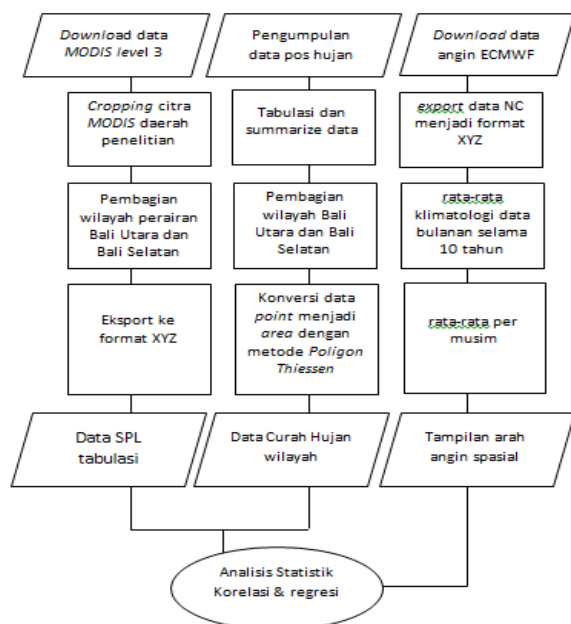 Download data
MODIS level 3
Cropping citra
MODIS daerah
penelitian
Pembagian
wilayah perairan
Bali Utara dan
Bali Selatan
Eksport ke
format XYZ
Data SPL
tabulasi
Pengumpulan
data pos hujan
Tabulasi dan
summarize data
Pembagian
wilayah Bali
Utara dan Bali
Selatan
Konversi data
point menjadi
area dengan
metode Poligon
Thiessen
Data Curah Hujan
wilayah
Download data
angin ECMWF
export data NC
menjadi format
XYZ
rata-rata
klimatologi data
bulanan selama
10 tahun
rata-rata per
musim
Tampilan arah
angin spasial
Analisis Statistik
Korelasi & regresi